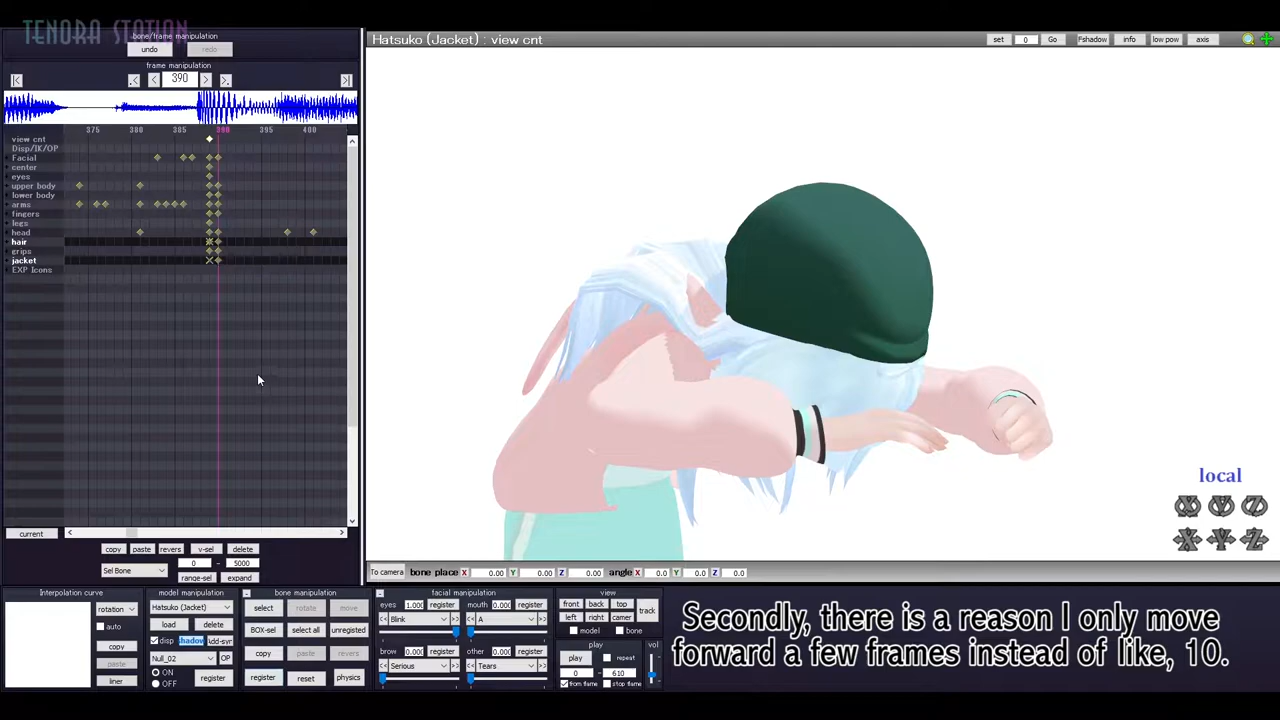 TENORA STATION
bone/frame manipulation
undo
redo
frame manipulation
|<
.<
<
390
>
>.
>|
375
380
385
390
395
400
view cnt
Disp/IK/OP
Facial
center
eyes
upper body
lower body
arms
fingers
legs
head
hair
grips
jacket
EXP Icons
current
copy
paste
revers
v-sel
delete
Sel Bone
0
-
5000
range-sel
expand
Hatsuko (Jacket) : view cnt
set
0
Go
Fshadow
info
low pow
axis
local
X
Y
Z
X
Y
Z
To camera
bone place X 0.00 Y 0.00 Z 0.00 angle X 0.0 Y 0.0 Z 0.0
Interpolation curve
rotation
auto
copy
paste
liner
model manipulation
Hatsuko (Jacket)
load
delete
disp
Null_02
OP
ON
OFF
register
-
bone manipulation
select
rotate
move
BOX-sel
select all
unregisted
copy
paste
revers
register
reset
physics
-
facial manipulation
eyes
1.000
register
mouth
0.000
register
<< Blink >>
<< A >>
brow
0.000
register
other
0.000
register
<< Serious >>
<< Tears >>
view
front
back
top
track
left
right
camer
model
bone
play
play
repeat
0
-
610
from flame
stop flame
vol
Secondly, there is a reason I only move
forward a few frames instead of like, 10.